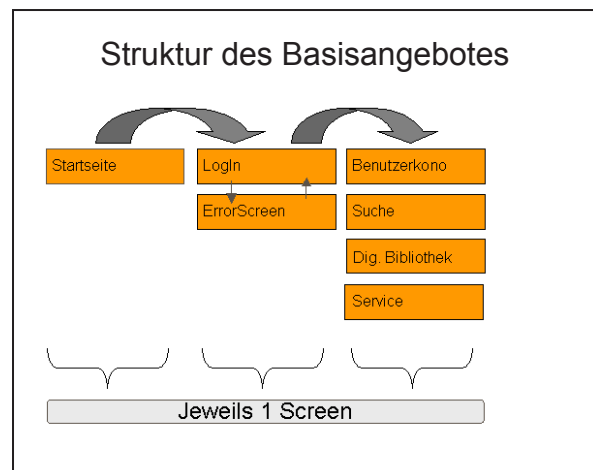 Struktur des Basisangebotes
Startseite
LogIn
ErrorScreen
Benutzerkono
Suche
Dig. Bibliothek
Service
Jeweils 1 Screen